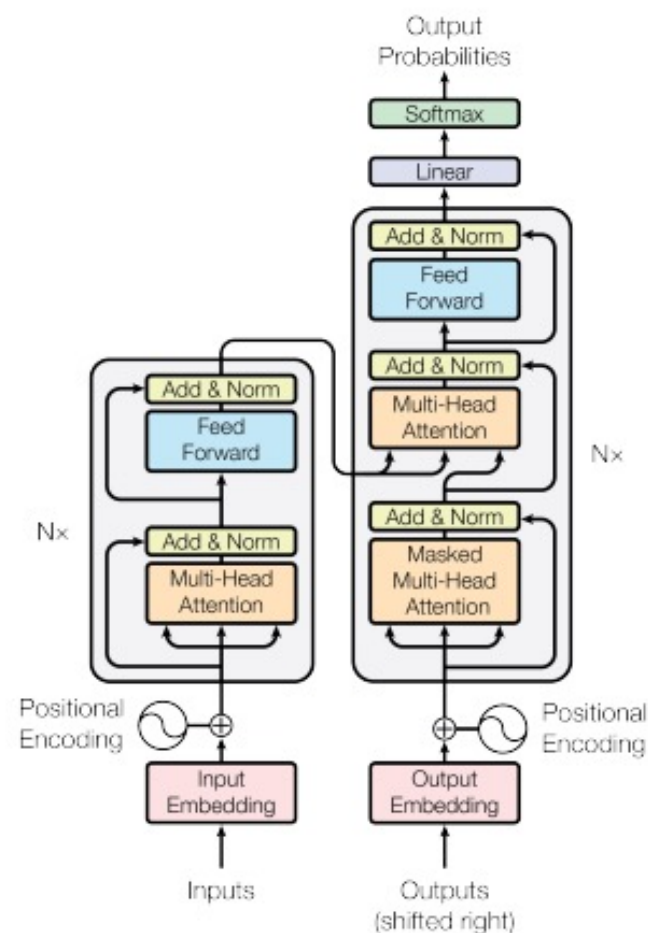 Output
Probabilities
Softmax
Linear
Add & Norm
Feed
Forward
Add & Norm
Multi-Head
Attention
Nx
Add & Norm
Masked
Multi-Head
Attention
Positional
Encoding
Output
Embedding
Outputs
(shifted right)
Add & Norm
Feed
Forward
Nx
Add & Norm
Multi-Head
Attention
Positional
Encoding
Input
Embedding
Inputs